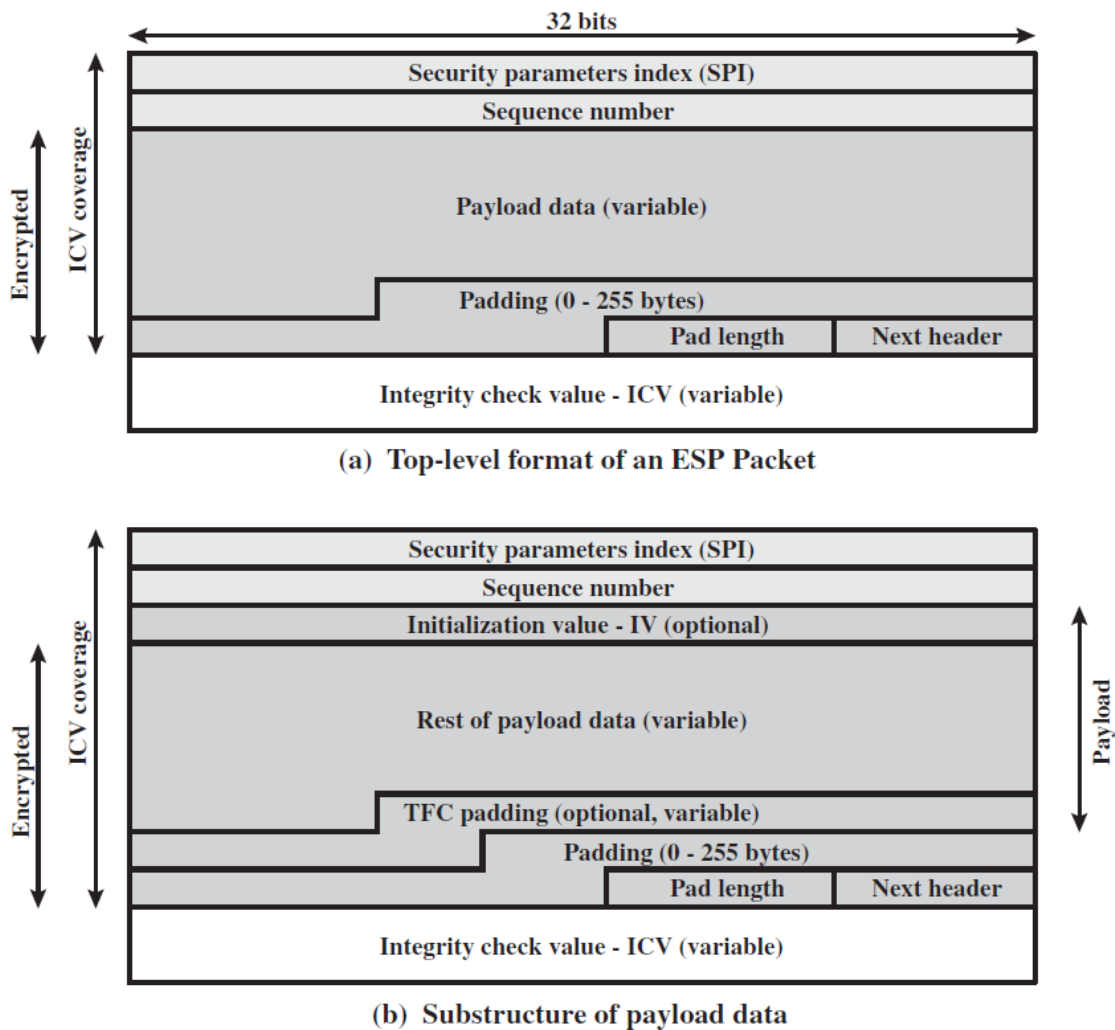 32 bits
Security parameters index (SPI)
Sequence number
Payload data (variable)
Padding (0 - 255 bytes)
Pad length
Next header
Integrity check value - ICV (variable)
Encrypted
ICV coverage
(a) Top-level format of an ESP Packet
Security parameters index (SPI)
Sequence number
Initialization value - IV (optional)
Rest of payload data (variable)
TFC padding (optional, variable)
Padding (0 - 255 bytes)
Pad length
Next header
Integrity check value - ICV (variable)
Encrypted
ICV coverage
Payload
(b) Substructure of payload data